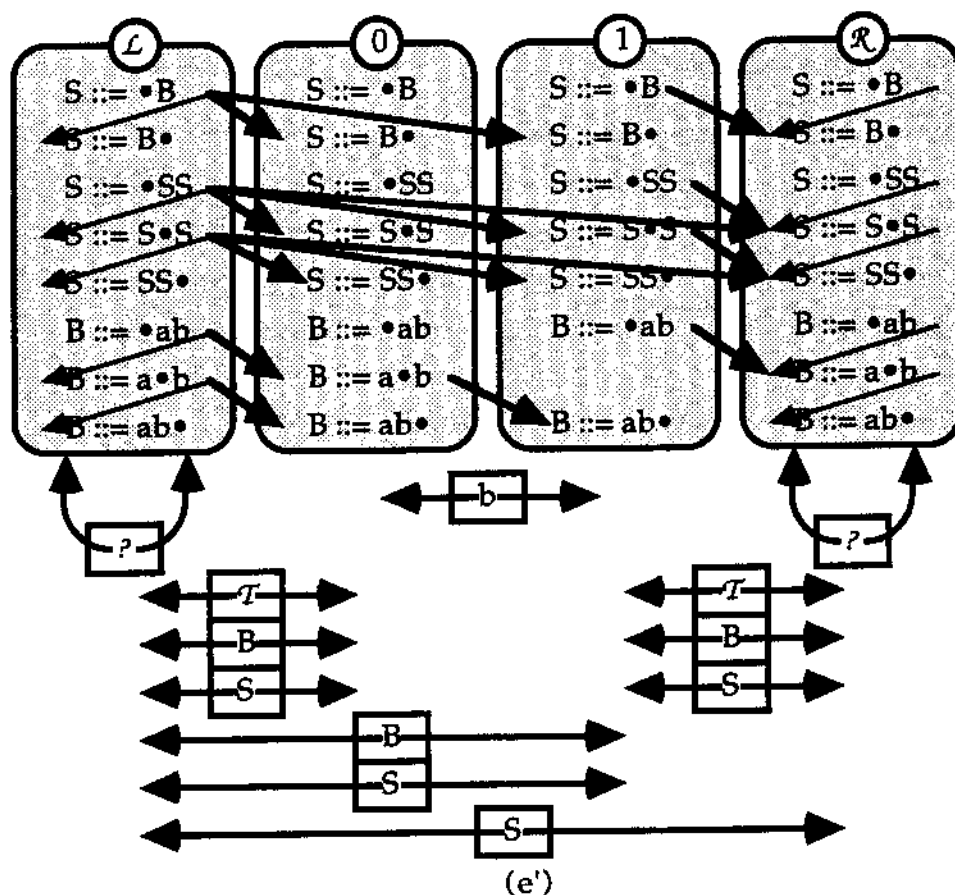 ℒ 0 1 ℛ
S ::= •B S ::= •B S ::= •B S ::= •B
S ::= B• S ::= B• S ::= B• S ::= B•
S ::= •SS S ::= •SS S ::= •SS S ::= •SS
S ::= S•S S ::= S•S S ::= S•S S ::= S•S
S ::= SS• S ::= SS• S ::= SS• S ::= SS•
B ::= •ab B ::= •ab B ::= •ab B ::= •ab
B ::= a•b B ::= a•b B ::= a•b
B ::= ab• B ::= ab• B ::= ab• B ::= ab•
b
? ?
𝒯 𝒯
B B
S S
B
S
S
(e')